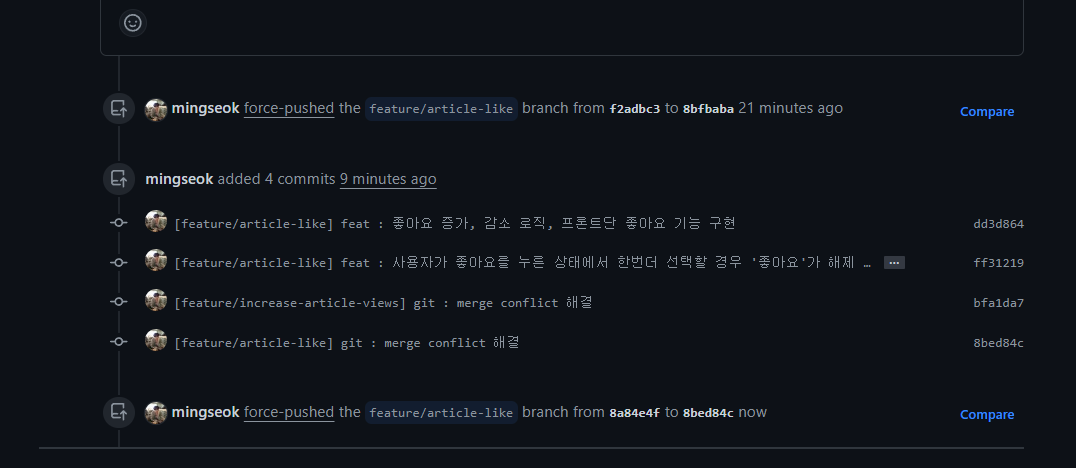 mingseok force-pushed the feature/article-like branch from f2adbc3 to 8bfbaba 21 minutes ago Compare
mingseok added 4 commits 9 minutes ago
[feature/article-like] feat : 좋아요 증가, 감소 로직, 프론트단 좋아요 기능 구현 dd3d864
[feature/article-like] feat : 사용자가 좋아요를 누른 상태에서 한번더 선택할 경우 '좋아요'가 해제 … ff31219
[feature/increase-article-views] git : merge conflict 해결 bfa1da7
[feature/article-like] git : merge conflict 해결 8bed84c
mingseok force-pushed the feature/article-like branch from 8a84e4f to 8bed84c now Compare